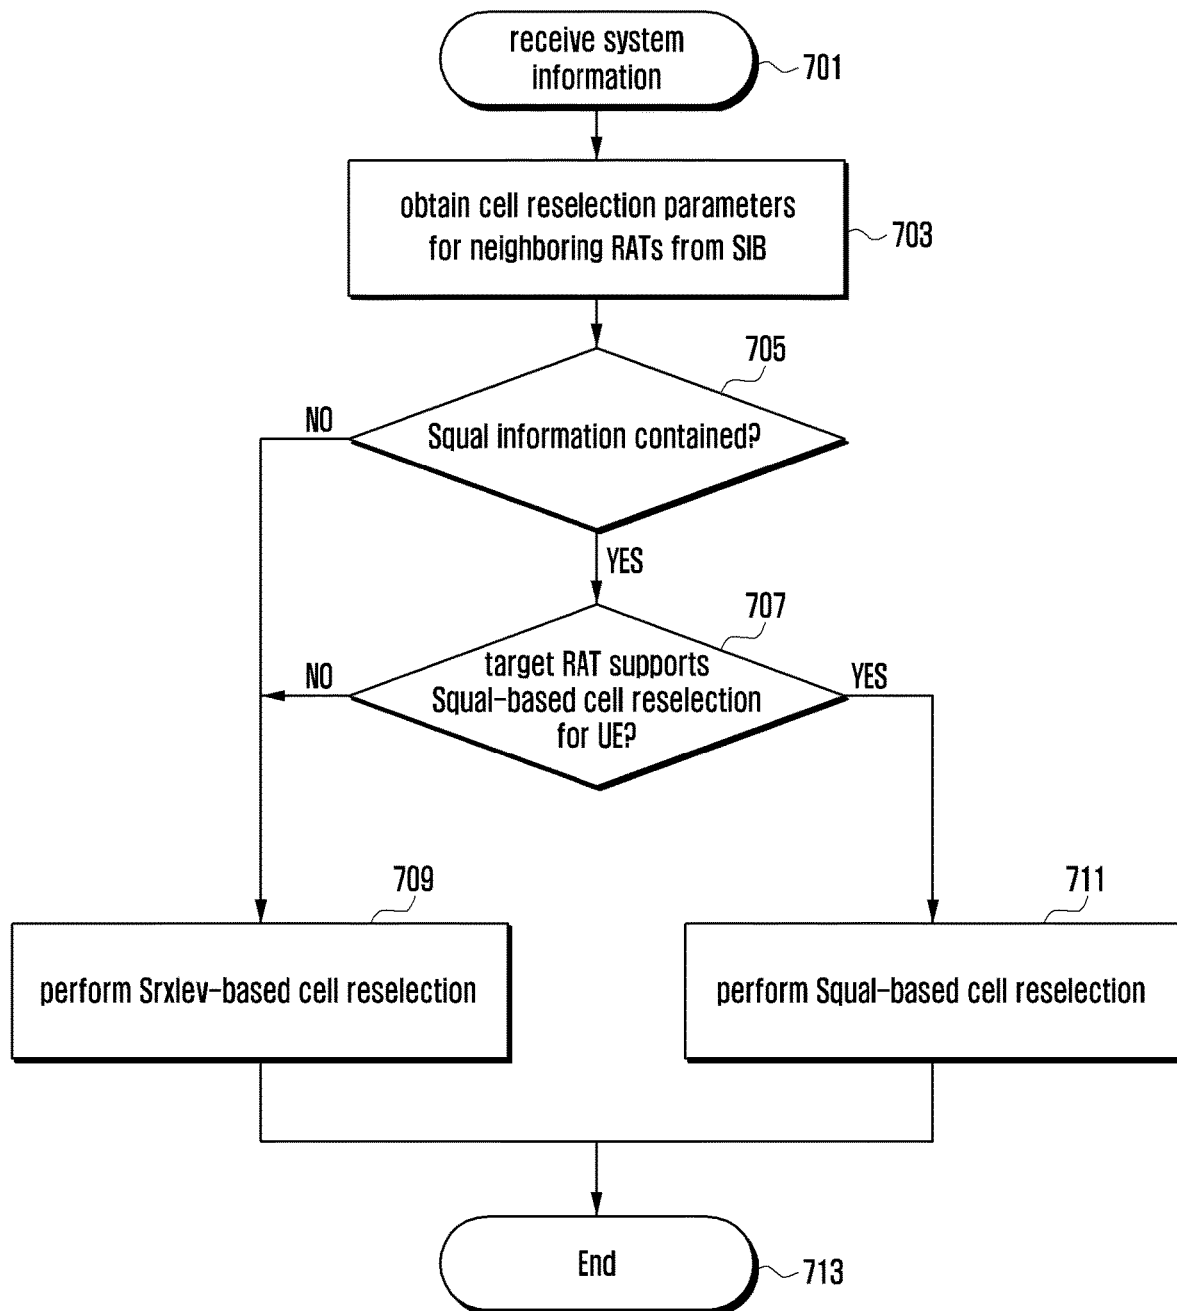 receive system
information
701
obtain cell reselection parameters
for neighboring RATs from SIB
703
705
Squal information contained?
NO
YES
707
target RAT supports
Squal-based cell reselection
for UE?
NO
YES
709
perform Srxlev-based cell reselection
711
perform Squal-based cell reselection
End
713